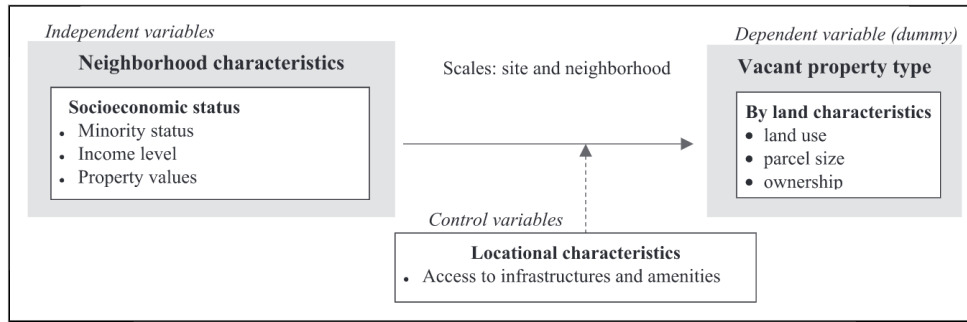 Independent variables
Neighborhood characteristics
Socioeconomic status
• Minority status
• Income level
• Property values
Scales: site and neighborhood
Dependent variable (dummy)
Vacant property type
By land characteristics
• land use
• parcel size
• ownership
Control variables
Locational characteristics
• Access to infrastructures and amenities